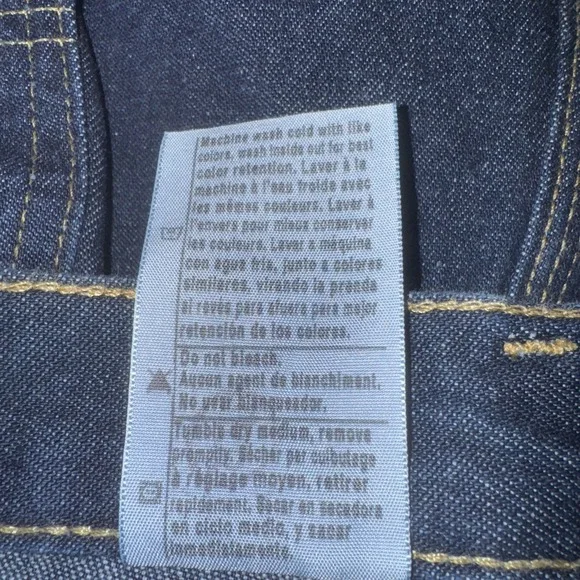 Machine wash cold with like
colors, wash inside out for best
color retention. Laver à la
machine à l'eau froide avec
les mêmes couleurs. Laver à
l'envers pour mieux conserver
les couleurs. Lavar a máquina
con agua fría, junto a colores
similares. virando la prenda
al revés para afuera para mejor
retención de los colores.
Do not bleach.
Aucun agent de blanchiment.
No usar blanqueador.
Tumble dry medium, remove
promptly. Sécher par culbutage
à réglage moyen, retirer
rapidement. Secar en secadora
en ciclo medio, y sacar
inmediatamente.